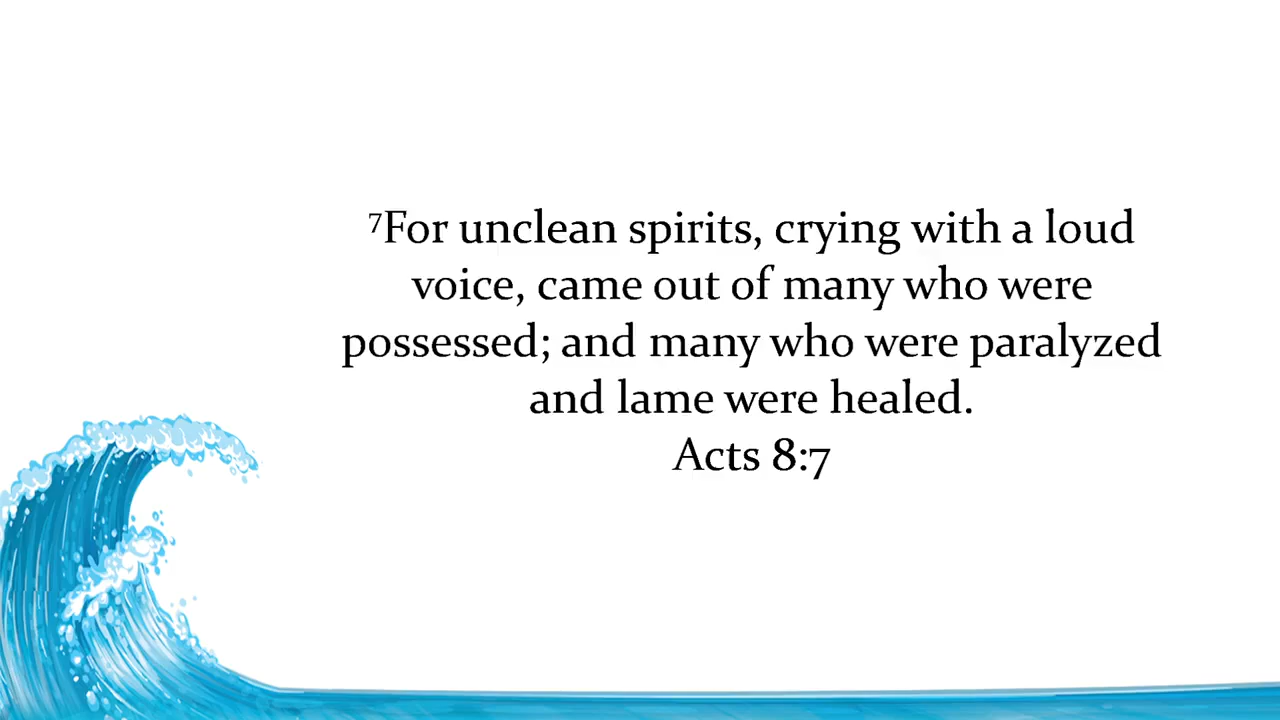 ⁷For unclean spirits, crying with a loud
voice, came out of many who were
possessed; and many who were paralyzed
and lame were healed.
Acts 8:7